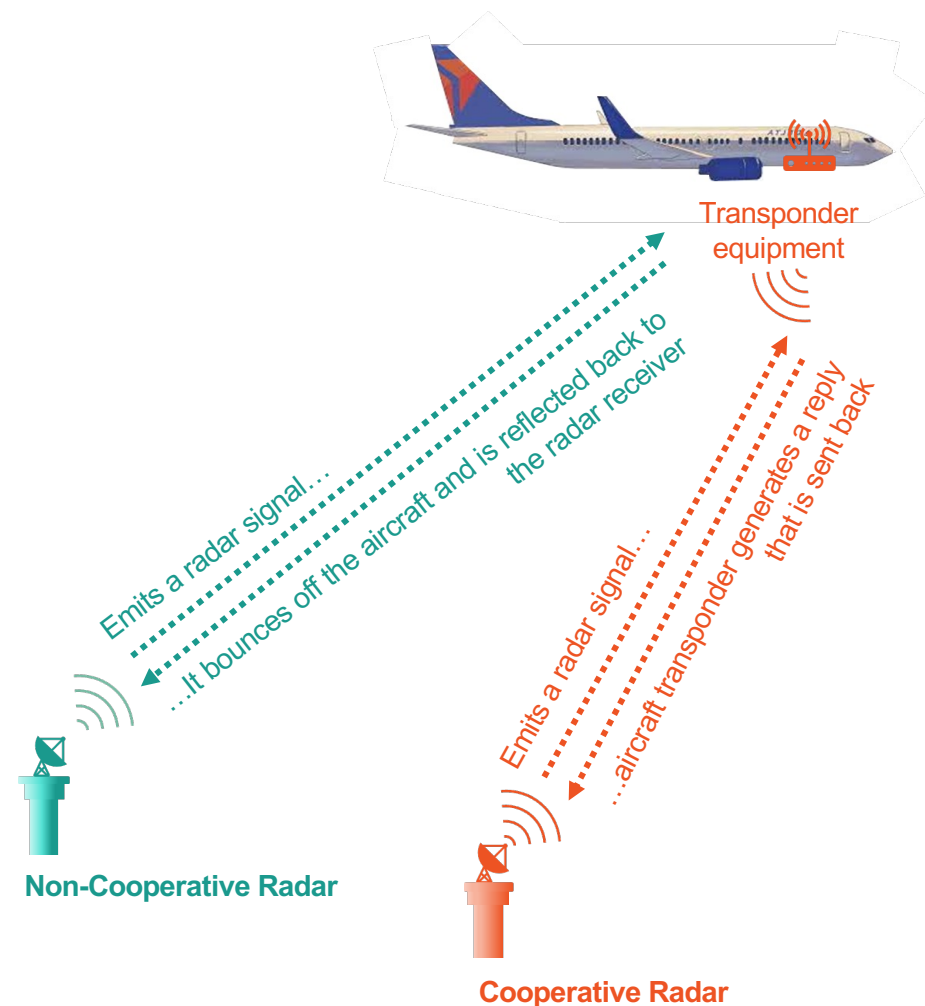 Transponder
equipment
Emits a radar signal…
…It bounces off the aircraft and is reflected back to
the radar receiver
Emits a radar signal…
…aircraft transponder generates a reply
that is sent back
Non-Cooperative Radar
Cooperative Radar